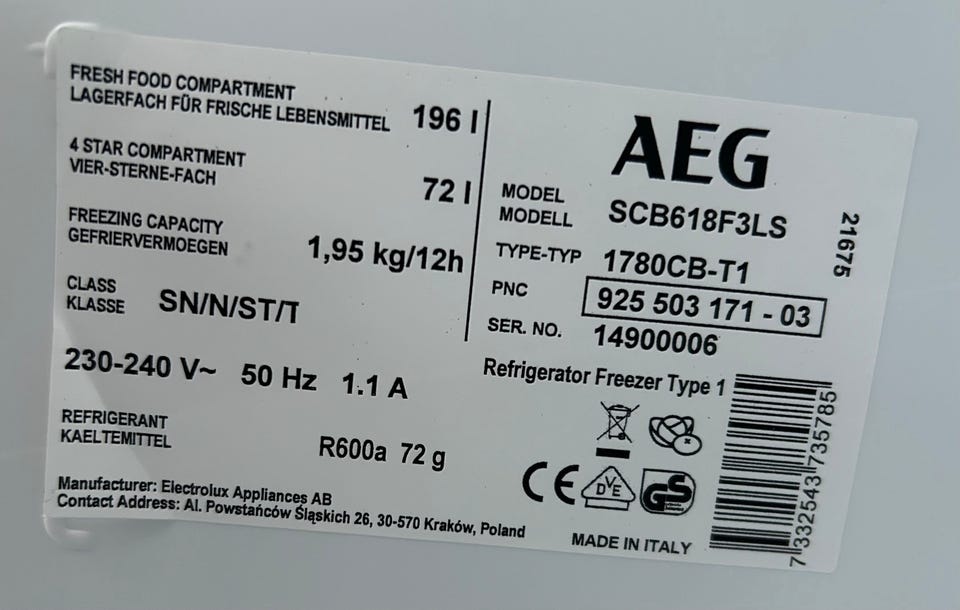 FRESH FOOD COMPARTMENT
LAGERFACH FÜR FRISCHE LEBENSMITTEL 196 l
4 STAR COMPARTMENT
VIER-STERNE-FACH 72 l
FREEZING CAPACITY
GEFRIERVERMOEGEN 1,95 kg/12h
CLASS
KLASSE SN/N/ST/T
230-240 V~ 50 Hz 1.1 A
REFRIGERANT
KAELTEMITTEL R600a 72 g
Manufacturer: Electrolux Appliances AB
Contact Address: Al. Powstańców Śląskich 26, 30-570 Kraków, Poland
AEG
MODEL
MODELL SCB618F3LS
TYPE-TYP 1780CB-T1
PNC 925 503 171 - 03
SER. NO. 14900006
21675
Refrigerator Freezer Type 1
CE DVE GS
MADE IN ITALY
7 332543 735785